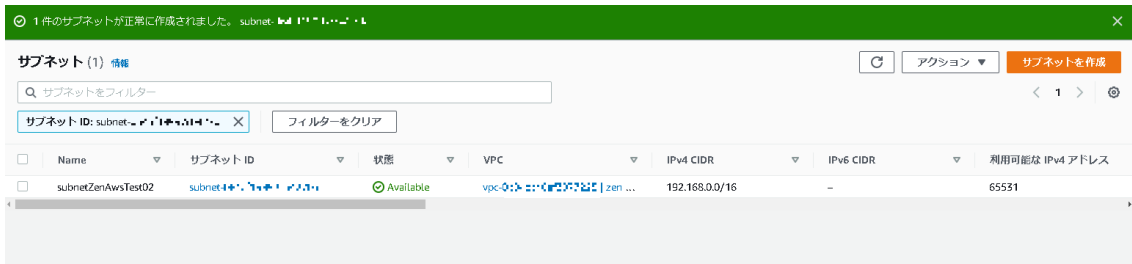 1 件のサブネットが正常に作成されました。 subnet-
サブネット (1) 情報
アクション
サブネットを作成
サブネットをフィルター
1
サブネット ID: subnet-
フィルターをクリア
Name サブネット ID 状態 VPC IPv4 CIDR IPv6 CIDR 利用可能な IPv4 アドレス
subnetZenAwsTest02 subnet- Available vpc- | zen ... 192.168.0.0/16 – 65531